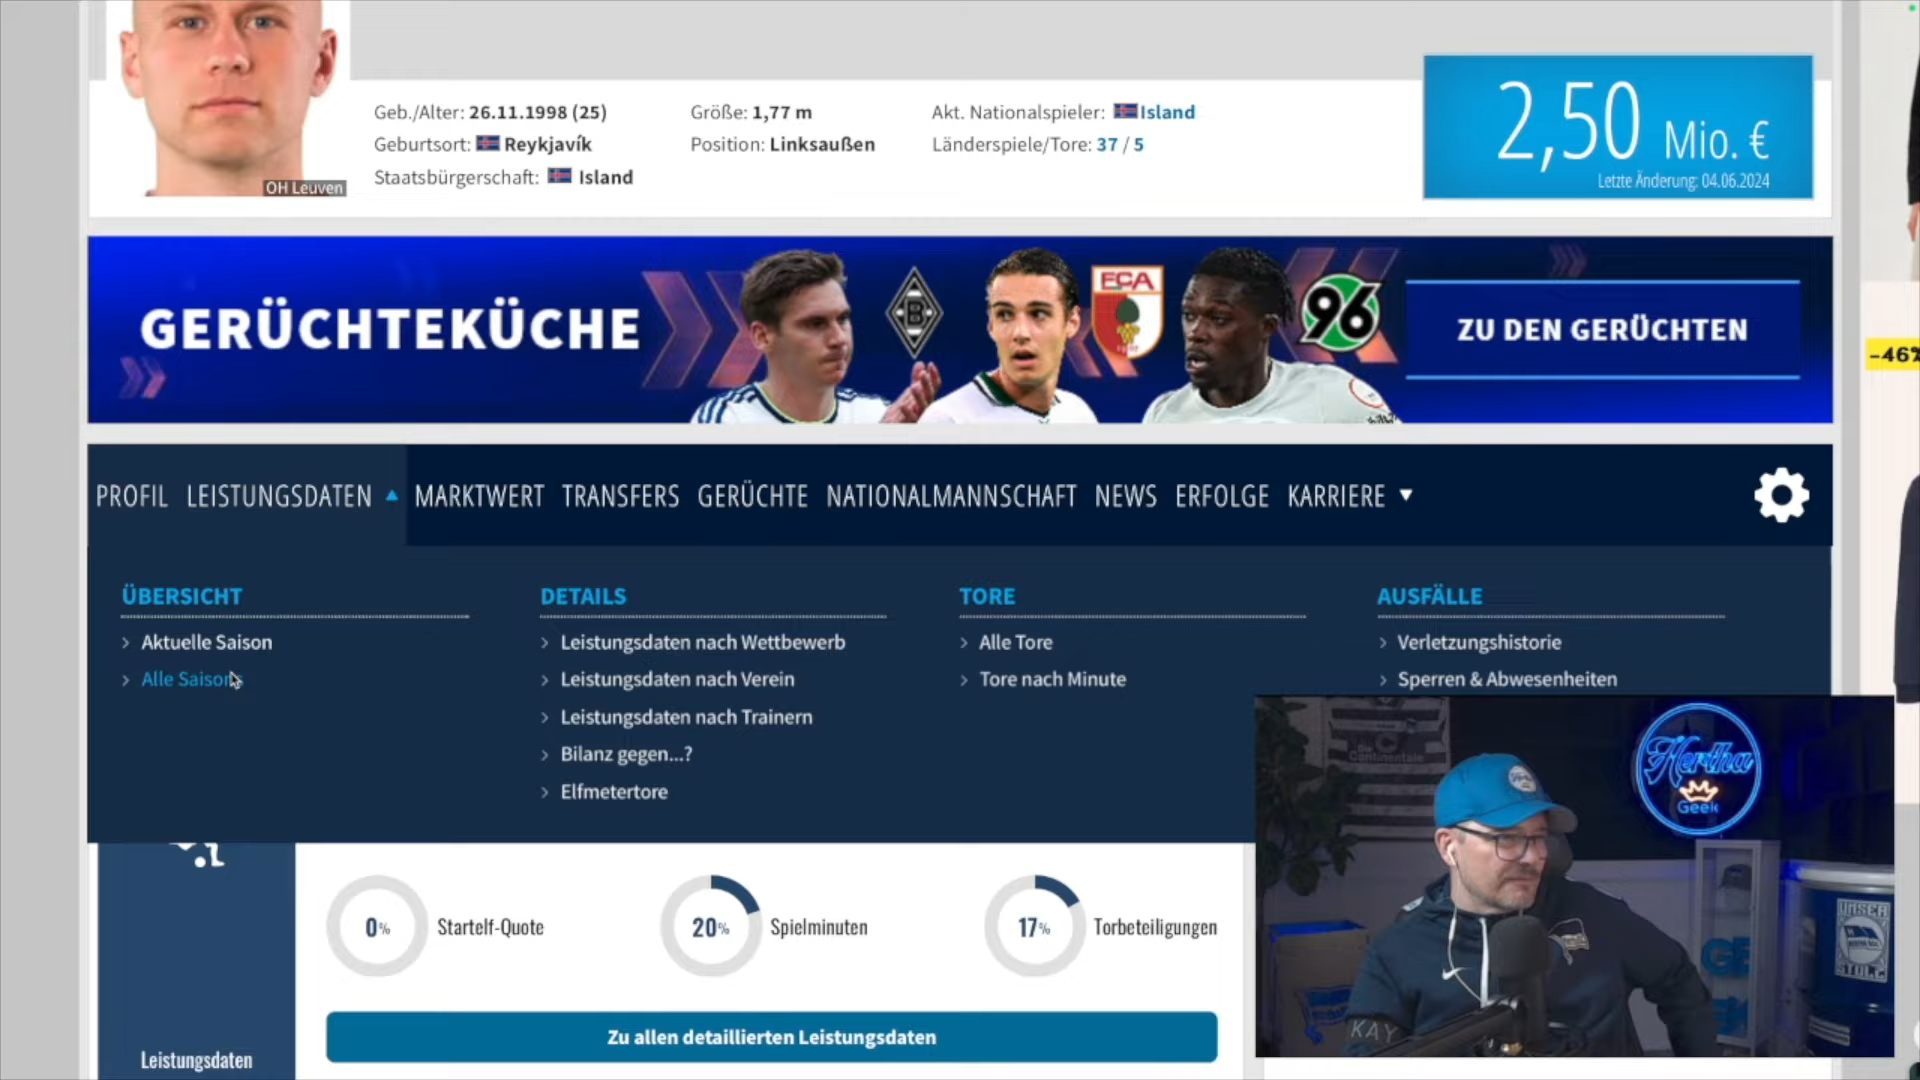 OH Leuven
Geb./Alter: 26.11.1998 (25)
Geburtsort: Reykjavík
Staatsbürgerschaft: Island
Größe: 1,77 m
Position: Linksaußen
Akt. Nationalspieler: Island
Länderspiele/Tore: 37 / 5
2,50 Mio. €
Letzte Änderung: 04.06.2024
GERÜCHTEKÜCHE
B
FCA
96
ZU DEN GERÜCHTEN
-46%
PROFIL LEISTUNGSDATEN MARKTWERT TRANSFERS GERÜCHTE NATIONALMANNSCHAFT NEWS ERFOLGE KARRIERE
ÜBERSICHT
Aktuelle Saison
Alle Saisons
DETAILS
Leistungsdaten nach Wettbewerb
Leistungsdaten nach Verein
Leistungsdaten nach Trainern
Bilanz gegen...?
Elfmetertore
TORE
Alle Tore
Tore nach Minute
AUSFÄLLE
Verletzungshistorie
Sperren & Abwesenheiten
Leistungsdaten
0% Startelf-Quote
20% Spielminuten
17% Torbeteiligungen
Zu allen detaillierten Leistungsdaten
Hertha
Geek
UNSER
STOLZ
GE
KAY